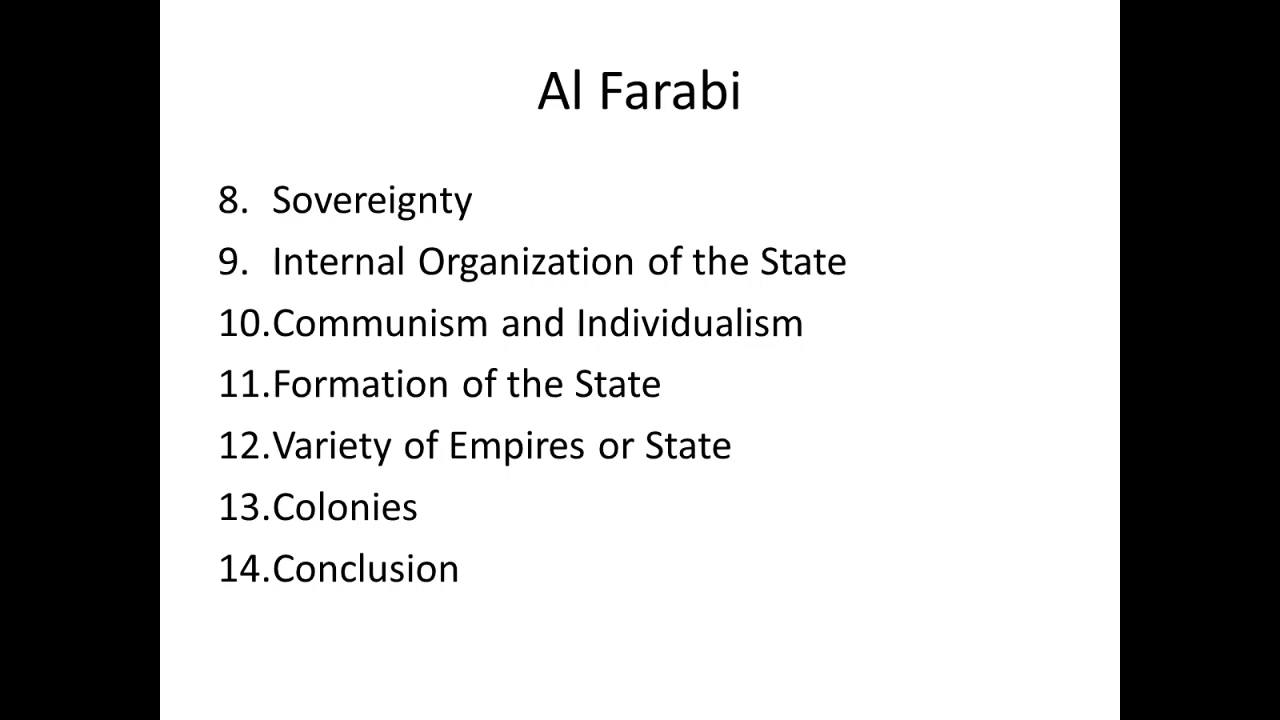 Al Farabi
8. Sovereignty
9. Internal Organization of the State
10.Communism and Individualism
11.Formation of the State
12.Variety of Empires or State
13.Colonies
14.Conclusion